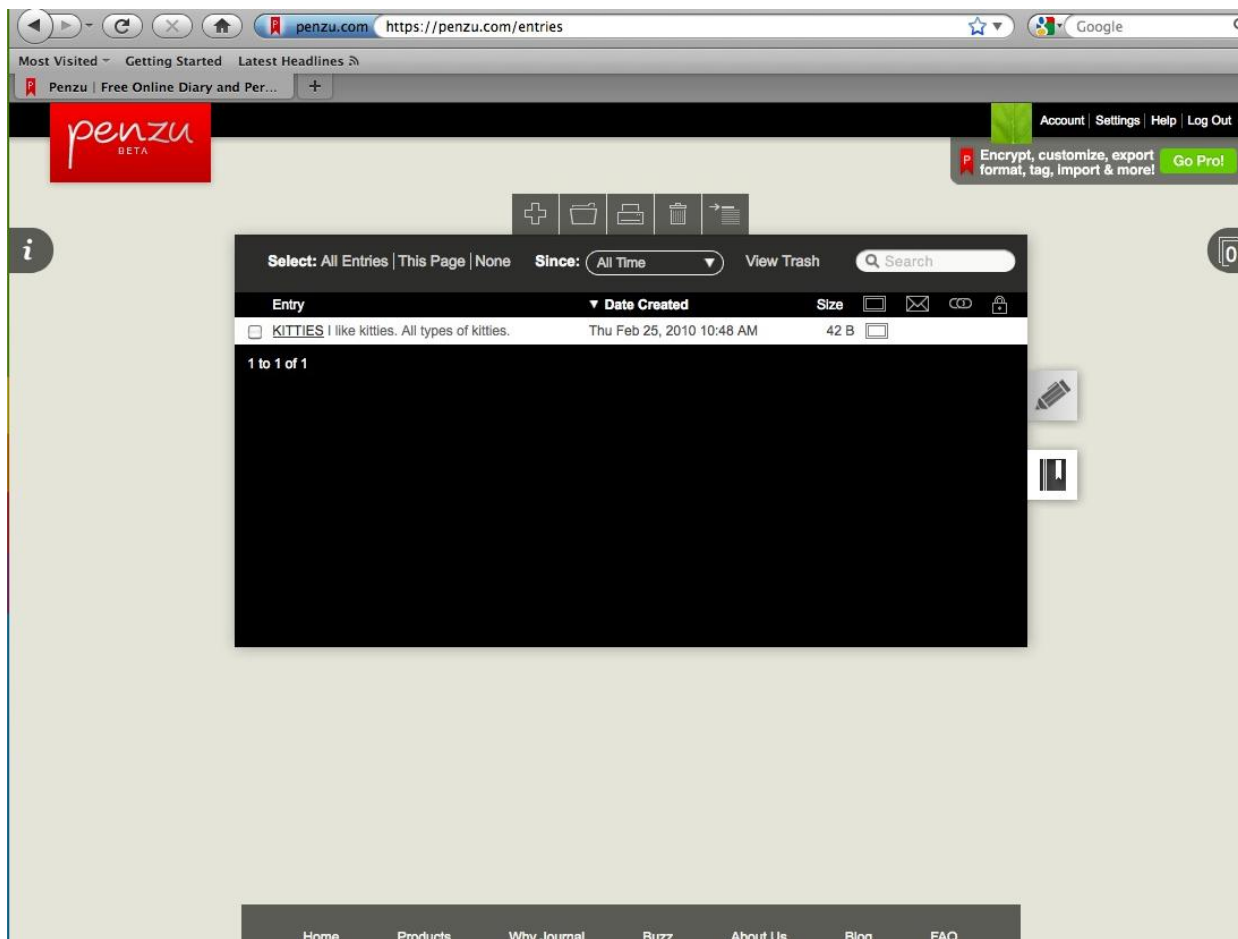 penzu.com https://penzu.com/entries Google
Most Visited Getting Started Latest Headlines
Penzu | Free Online Diary and Per... +
penzu
BETA
Account | Settings | Help | Log Out
Encrypt, customize, export
format, tag, import & more!
Go Pro!
i
0
Select: All Entries | This Page | None Since: All Time View Trash Search
Entry Date Created Size
KITTIES I like kitties. All types of kitties. Thu Feb 25, 2010 10:48 AM 42 B
1 to 1 of 1
Home Products Why Journal Buzz About Us Blog FAQ